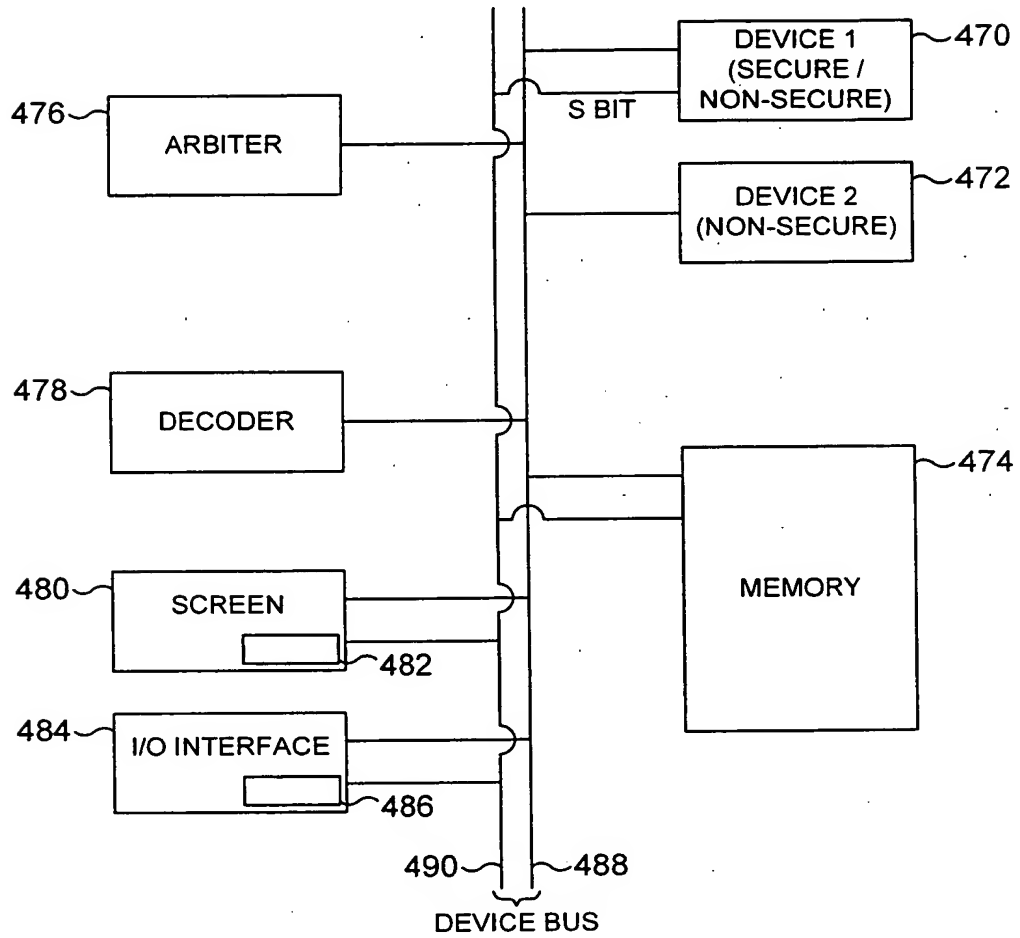 DEVICE 1
(SECURE /
NON-SECURE)
470
S BIT
476
ARBITER
DEVICE 2
(NON-SECURE)
472
478
DECODER
474
MEMORY
480
SCREEN
482
484
I/O INTERFACE
486
490
488
DEVICE BUS